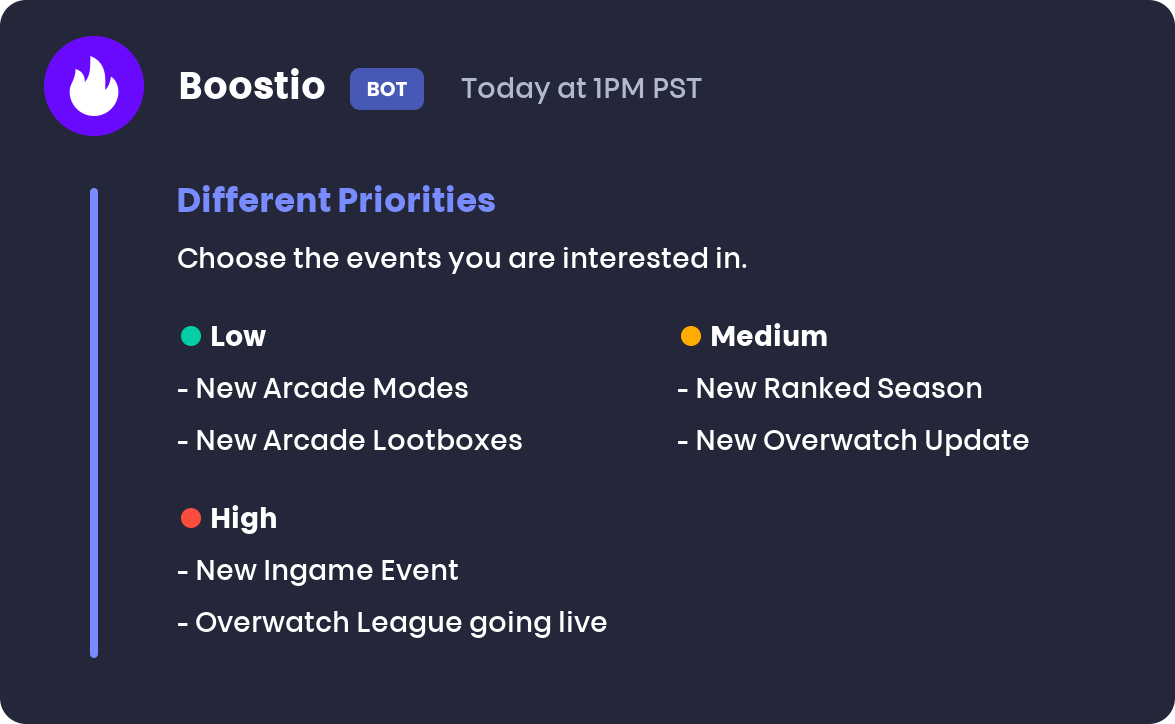 Boostio BOT Today at 1PM PST
Different Priorities
Choose the events you are interested in.
Low
- New Arcade Modes
- New Arcade Lootboxes
Medium
- New Ranked Season
- New Overwatch Update
High
- New Ingame Event
- Overwatch League going live